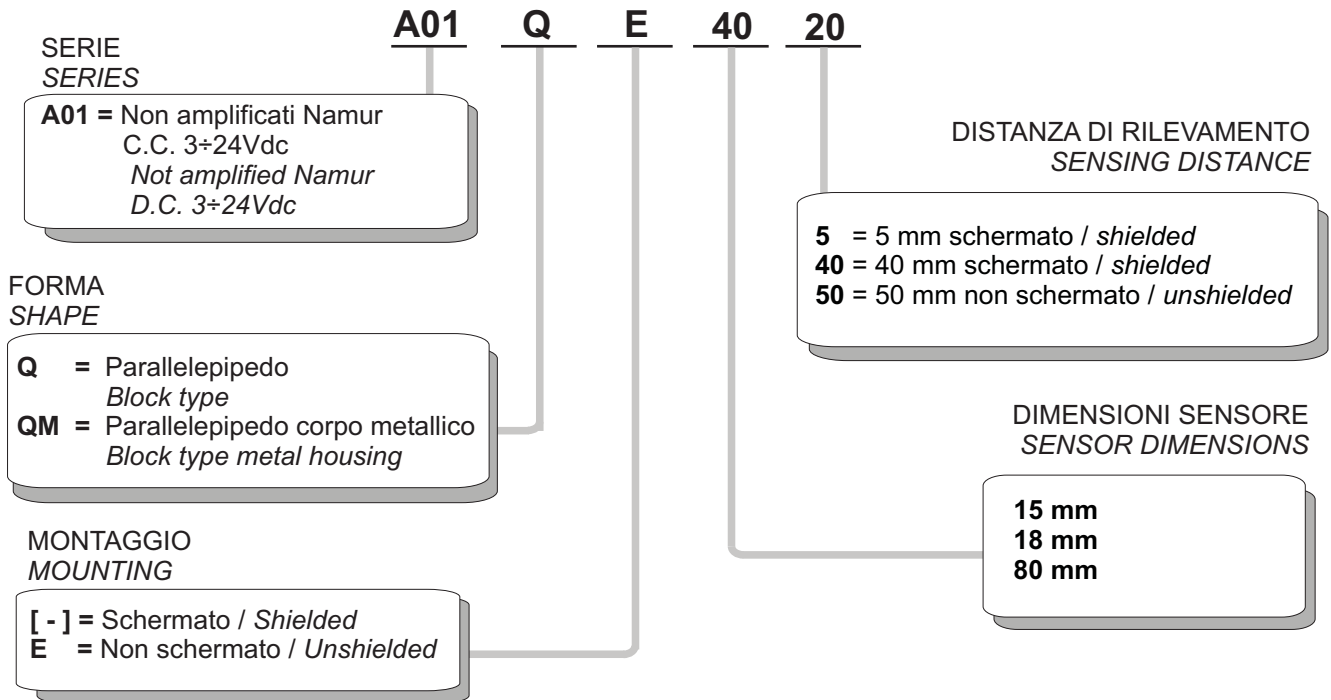 A01 Q E 40 20
SERIE
SERIES
A01 = Non amplificati Namur
C.C. 3÷24Vdc
Not amplified Namur
D.C. 3÷24Vdc
DISTANZA DI RILEVAMENTO
SENSING DISTANCE
5 = 5 mm schermato / shielded
40 = 40 mm schermato / shielded
50 = 50 mm non schermato / unshielded
FORMA
SHAPE
Q = Parallelepipedo
Block type
QM = Parallelepipedo corpo metallico
Block type metal housing
DIMENSIONI SENSORE
SENSOR DIMENSIONS
15 mm
18 mm
80 mm
MONTAGGIO
MOUNTING
[ - ] = Schermato / Shielded
E = Non schermato / Unshielded